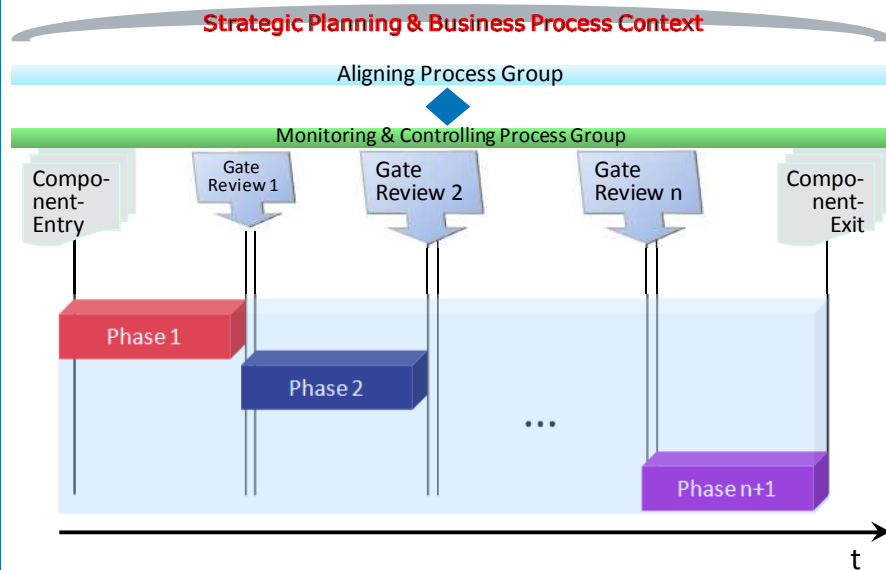 Strategic Planning & Business Process Context
Aligning Process Group
Monitoring & Controlling Process Group
Compo-
nent-
Entry
Gate
Review 1
Gate
Review 2
Gate
Review n
Compo-
nent-
Exit
Phase 1
Phase 2
...
Phase n+1
t